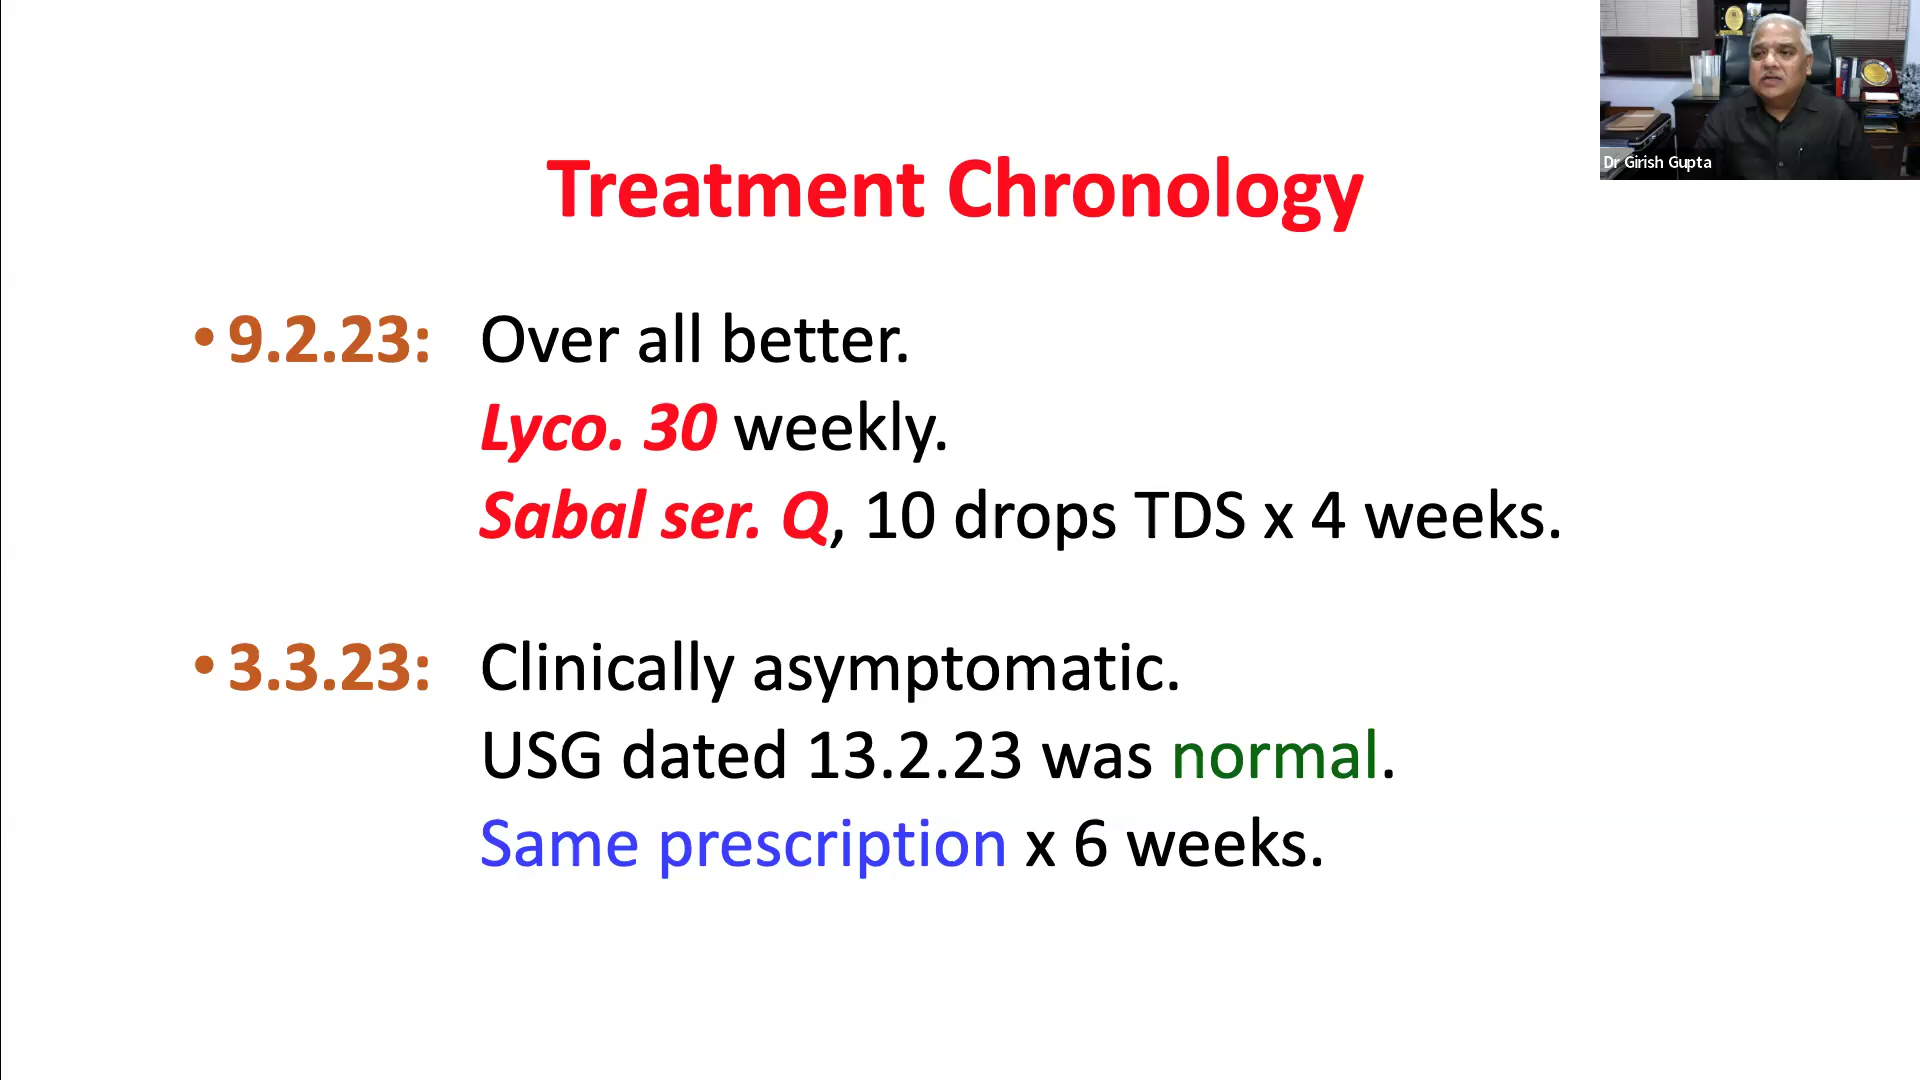 Dr Girish Gupta
Treatment Chronology
• 9.2.23: Over all better.
Lyco. 30 weekly.
Sabal ser. Q, 10 drops TDS x 4 weeks.
• 3.3.23: Clinically asymptomatic.
USG dated 13.2.23 was normal.
Same prescription x 6 weeks.